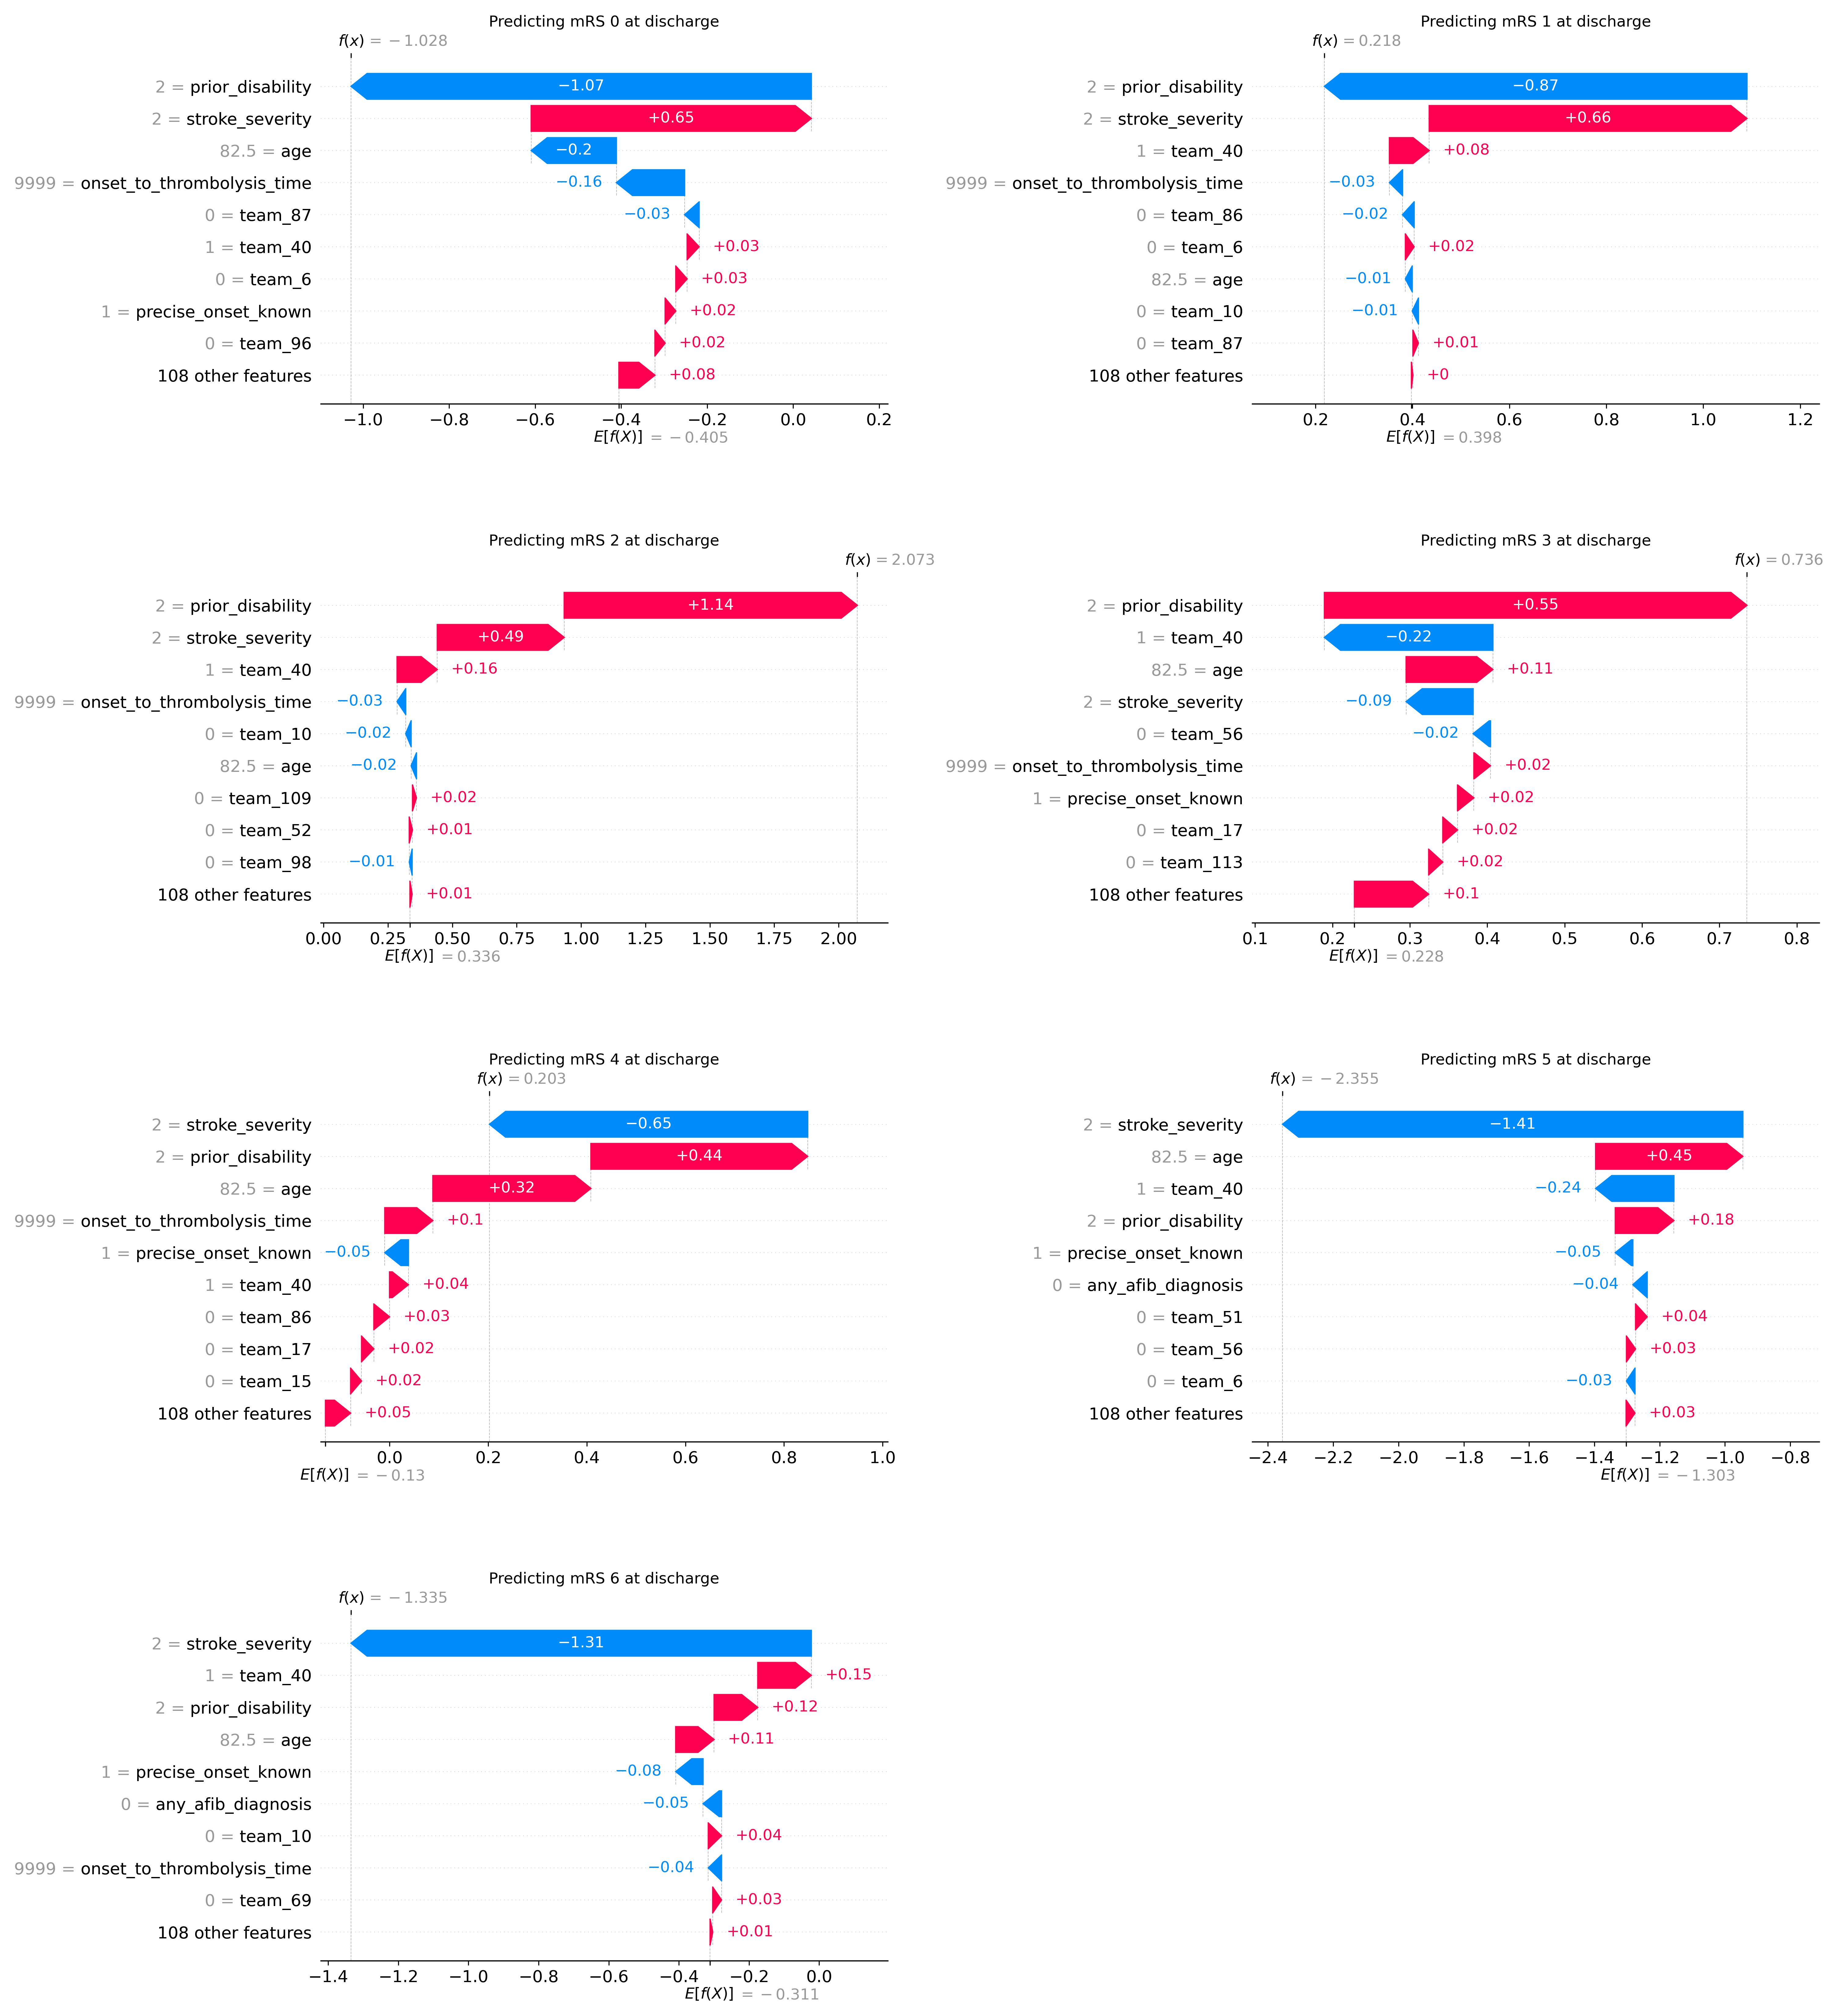 Predicting mRS 0 at discharge
f(x) = −1.028
2 = prior_disability −1.07
2 = stroke_severity +0.65
82.5 = age −0.2
9999 = onset_to_thrombolysis_time −0.16
0 = team_87 −0.03
1 = team_40 +0.03
0 = team_6 +0.03
1 = precise_onset_known +0.02
0 = team_96 +0.02
108 other features +0.08
−1.0 −0.8 −0.6 −0.4 −0.2 0.0 0.2
E[f(X)] = −0.405
Predicting mRS 1 at discharge
f(x) = 0.218
2 = prior_disability −0.87
2 = stroke_severity +0.66
1 = team_40 +0.08
9999 = onset_to_thrombolysis_time −0.03
0 = team_86 −0.02
0 = team_6 +0.02
82.5 = age −0.01
0 = team_10 −0.01
0 = team_87 +0.01
108 other features +0
0.2 0.4 0.6 0.8 1.0 1.2
E[f(X)] = 0.398
Predicting mRS 2 at discharge
f(x) = 2.073
2 = prior_disability +1.14
2 = stroke_severity +0.49
1 = team_40 +0.16
9999 = onset_to_thrombolysis_time −0.03
0 = team_10 −0.02
82.5 = age −0.02
0 = team_109 +0.02
0 = team_52 +0.01
0 = team_98 −0.01
108 other features +0.01
0.00 0.25 0.50 0.75 1.00 1.25 1.50 1.75 2.00
E[f(X)] = 0.336
Predicting mRS 3 at discharge
f(x) = 0.736
2 = prior_disability +0.55
1 = team_40 −0.22
82.5 = age +0.11
2 = stroke_severity −0.09
0 = team_56 −0.02
9999 = onset_to_thrombolysis_time +0.02
1 = precise_onset_known +0.02
0 = team_17 +0.02
0 = team_113 +0.02
108 other features +0.1
0.1 0.2 0.3 0.4 0.5 0.6 0.7 0.8
E[f(X)] = 0.228
Predicting mRS 4 at discharge
f(x) = 0.203
2 = stroke_severity −0.65
2 = prior_disability +0.44
82.5 = age +0.32
9999 = onset_to_thrombolysis_time +0.1
1 = precise_onset_known −0.05
1 = team_40 +0.04
0 = team_86 +0.03
0 = team_17 +0.02
0 = team_15 +0.02
108 other features +0.05
0.0 0.2 0.4 0.6 0.8 1.0
E[f(X)] = −0.13
Predicting mRS 5 at discharge
f(x) = −2.355
2 = stroke_severity −1.41
82.5 = age +0.45
1 = team_40 −0.24
2 = prior_disability +0.18
1 = precise_onset_known −0.05
0 = any_afib_diagnosis −0.04
0 = team_51 +0.04
0 = team_56 +0.03
0 = team_6 −0.03
108 other features +0.03
−2.4 −2.2 −2.0 −1.8 −1.6 −1.4 −1.2 −1.0 −0.8
E[f(X)] = −1.303
Predicting mRS 6 at discharge
f(x) = −1.335
2 = stroke_severity −1.31
1 = team_40 +0.15
2 = prior_disability +0.12
82.5 = age +0.11
1 = precise_onset_known −0.08
0 = any_afib_diagnosis −0.05
0 = team_10 +0.04
9999 = onset_to_thrombolysis_time −0.04
0 = team_69 +0.03
108 other features +0.01
−1.4 −1.2 −1.0 −0.8 −0.6 −0.4 −0.2 0.0
E[f(X)] = −0.311